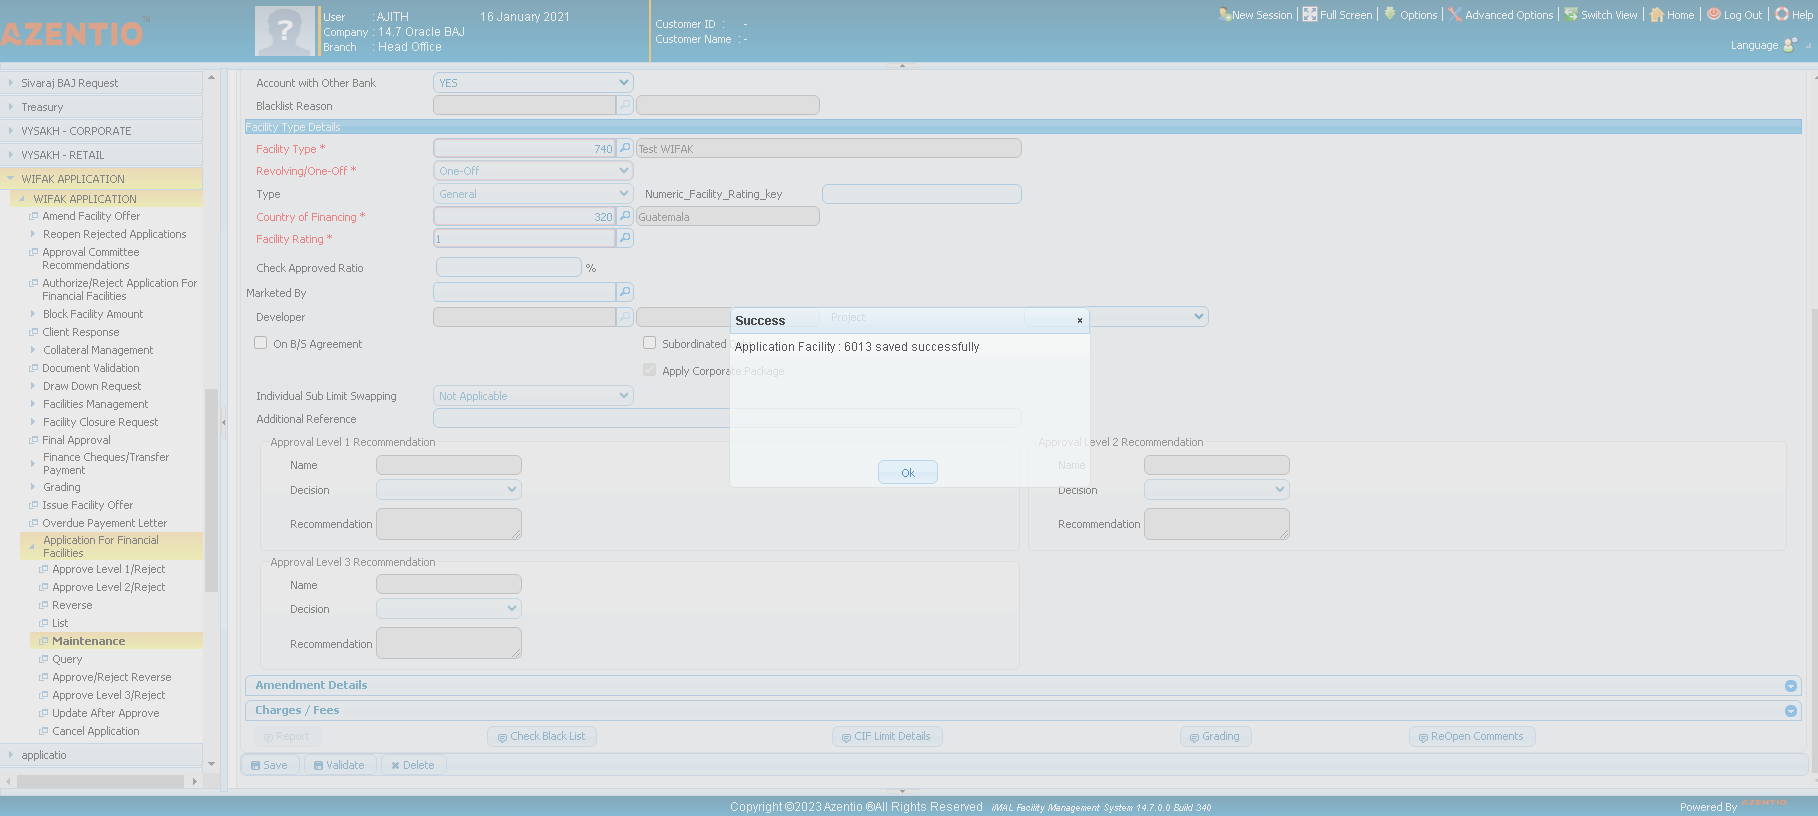 AZENTIO™
User : AJITH 16 January 2021
Company : 14.7 Oracle BAJ
Branch : Head Office
Customer ID : -
Customer Name : -
New Session Full Screen Options Advanced Options Switch View Home Log Out Help
Language
Sivaraj BAJ Request
Treasury
VYSAKH - CORPORATE
VYSAKH - RETAIL
WIFAK APPLICATION
WIFAK APPLICATION
Amend Facility Offer
Reopen Rejected Applications
Approval Committee
Recommendations
Authorize/Reject Application For
Financial Facilities
Block Facility Amount
Client Response
Collateral Management
Document Validation
Draw Down Request
Facilities Management
Facility Closure Request
Final Approval
Finance Cheques/Transfer
Payment
Grading
Issue Facility Offer
Overdue Payement Letter
Application For Financial
Facilities
Approve Level 1/Reject
Approve Level 2/Reject
Reverse
List
Maintenance
Query
Approve/Reject Reverse
Approve Level 3/Reject
Update After Approve
Cancel Application
applicatio
Account with Other Bank YES
Blacklist Reason
Facility Type Details
Facility Type * 740 Test WIFAK
Revolving/One-Off * One-Off
Type General Numeric_Facility_Rating_key
Country of Financing * 320 Guatemala
Facility Rating * 1
Check Approved Ratio %
Marketed By
Developer Project
On B/S Agreement Subordinated
Apply Corporate Package
Individual Sub Limit Swapping Not Applicable
Additional Reference
Success ×
Application Facility : 6013 saved successfully
Ok
Approval Level 1 Recommendation
Name
Decision
Recommendation
Approval Level 2 Recommendation
Name
Decision
Recommendation
Approval Level 3 Recommendation
Name
Decision
Recommendation
Amendment Details
Charges / Fees
Report Check Black List CIF Limit Details Grading ReOpen Comments
Save Validate Delete
Copyright ©2023 Azentio ®All Rights Reserved iMAL Facility Management System 14.7.0.0 Build 340
Powered By AZENTIO